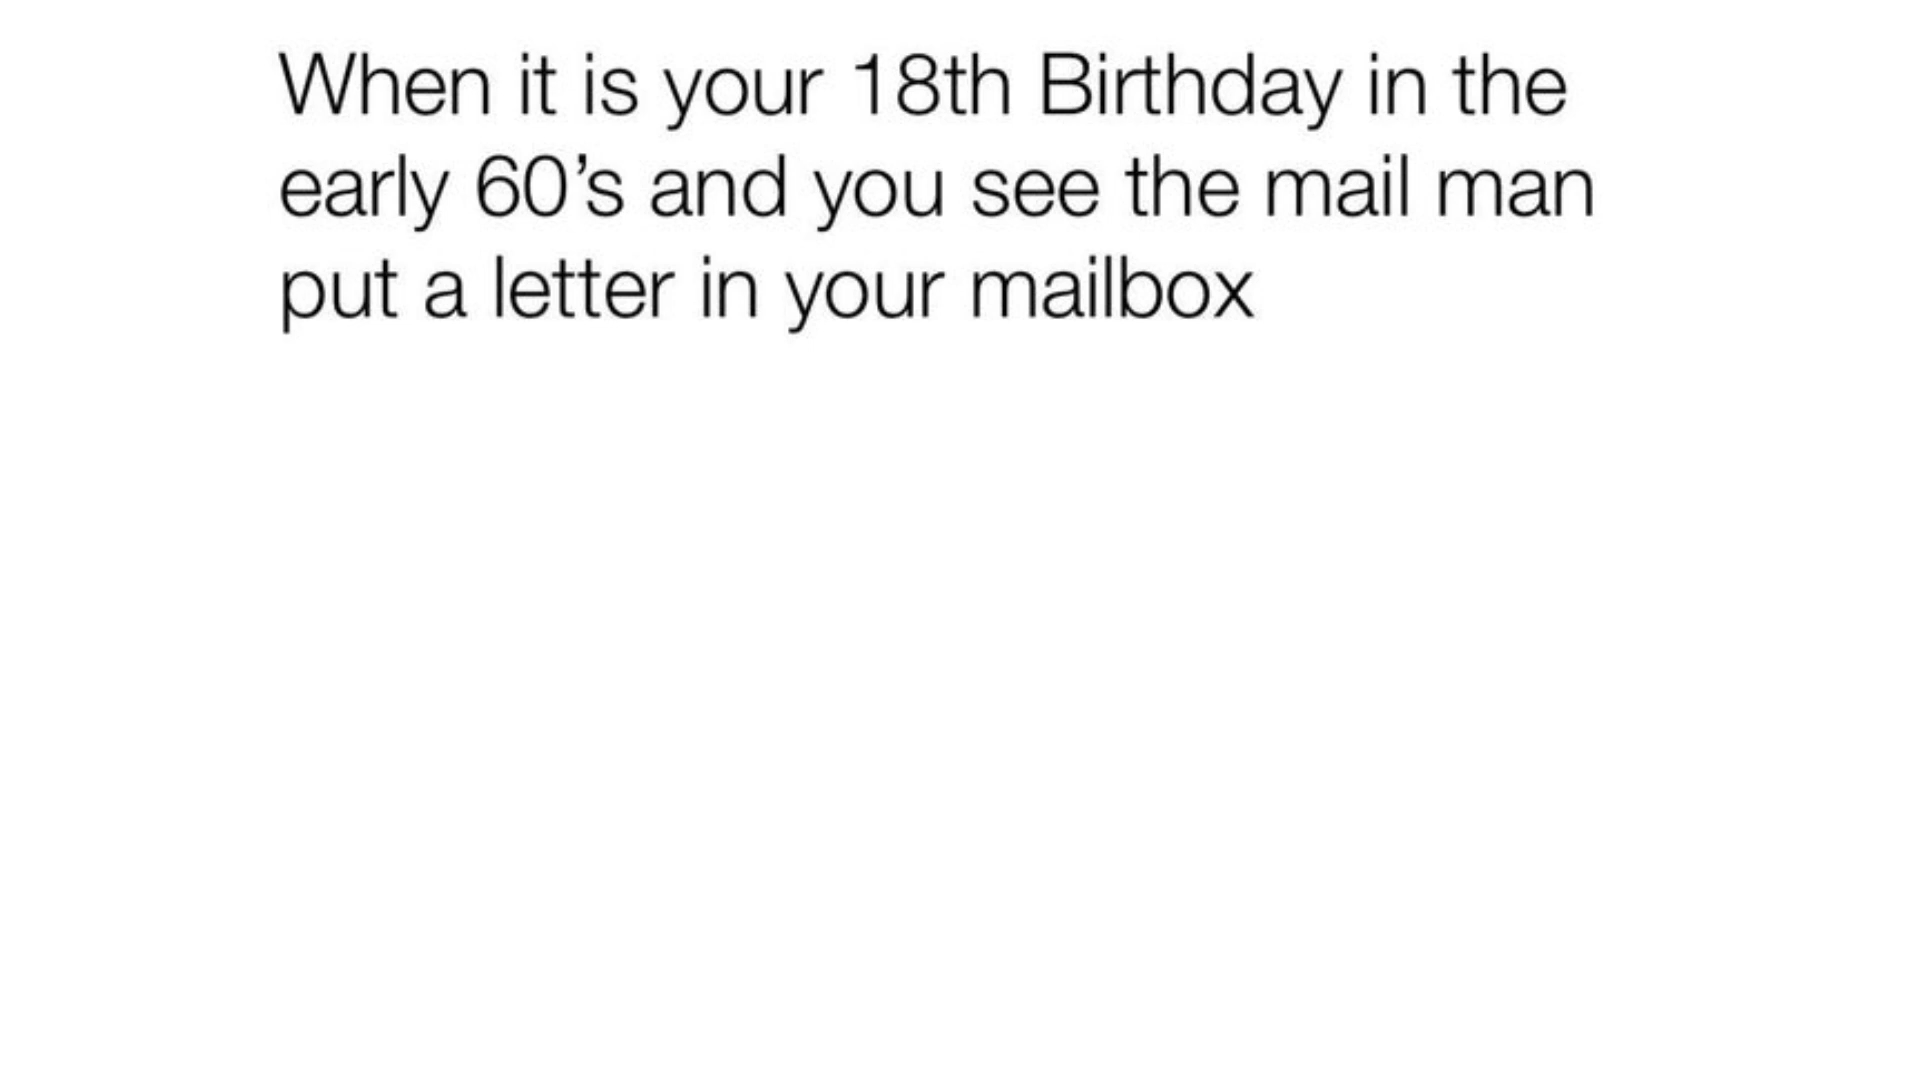 When it is your 18th Birthday in the
early 60’s and you see the mail man
put a letter in your mailbox